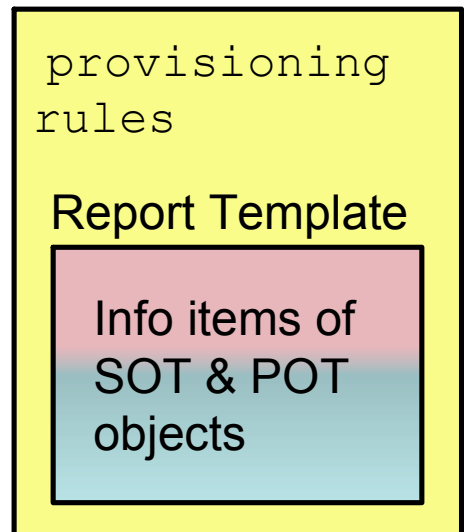 provisioning
rules
Report Template
Info items of
SOT & POT
objects